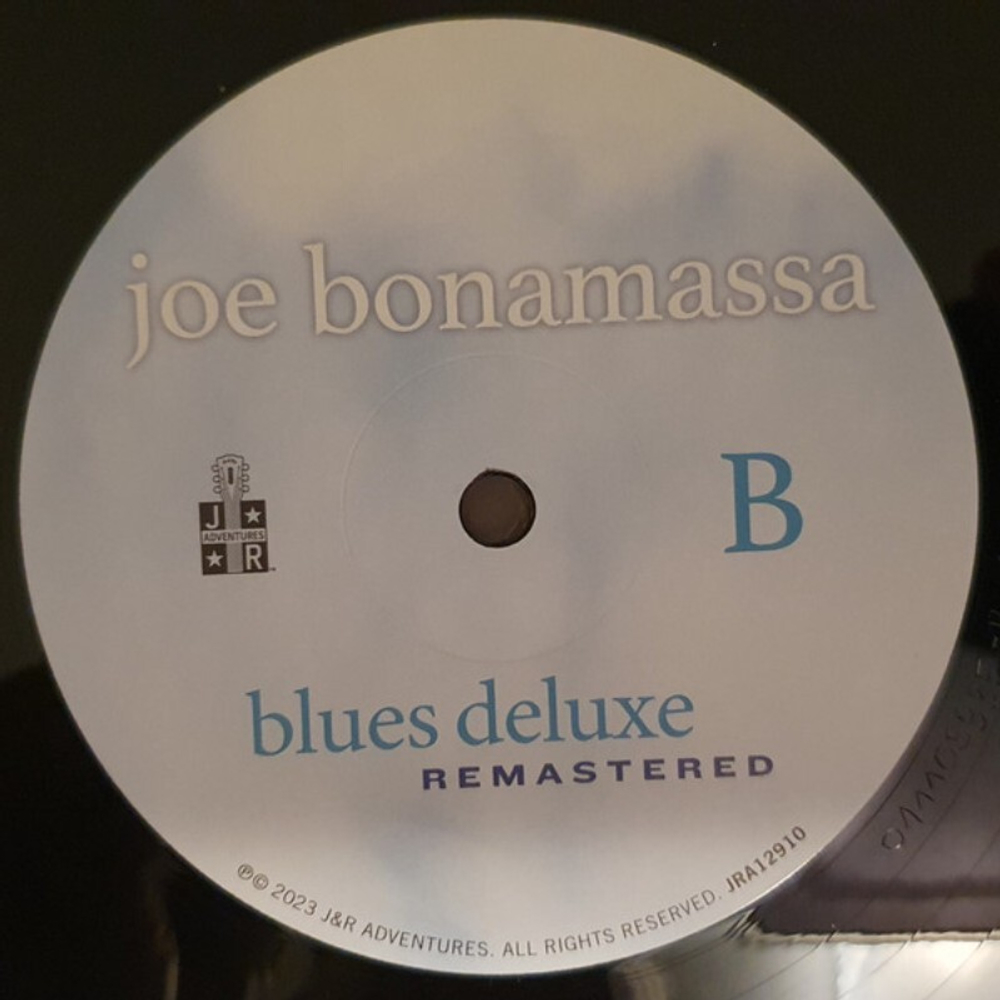 joe bonamassa
J
ADVENTURES
R
B
blues deluxe
REMASTERED
℗© 2023 J&R ADVENTURES. ALL RIGHTS RESERVED. JRA12910